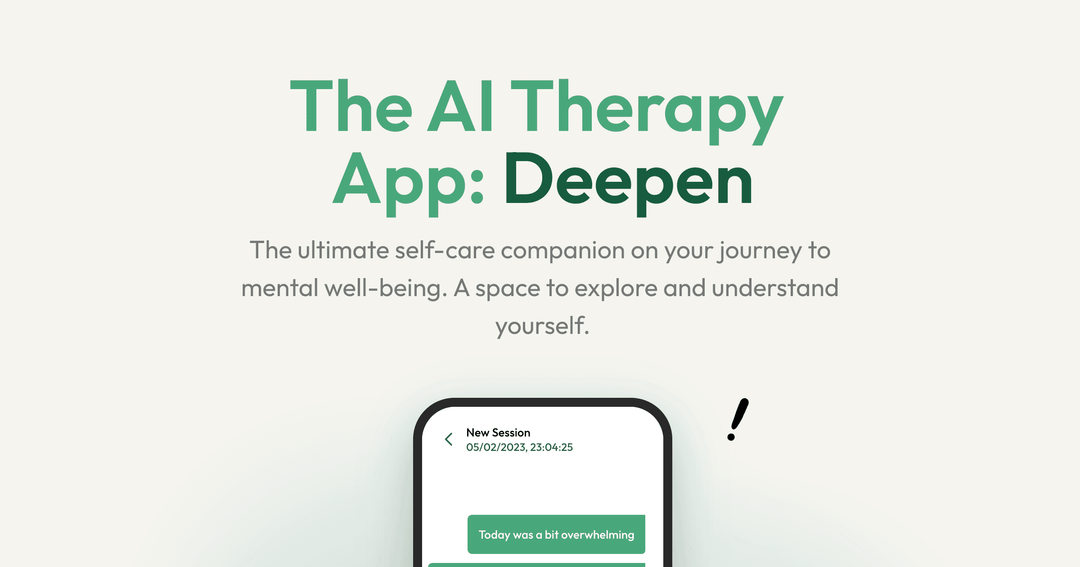 The AI Therapy
App: Deepen
The ultimate self-care companion on your journey to
mental well-being. A space to explore and understand
yourself.
!
New Session
05/02/2023, 23:04:25
Today was a bit overwhelming